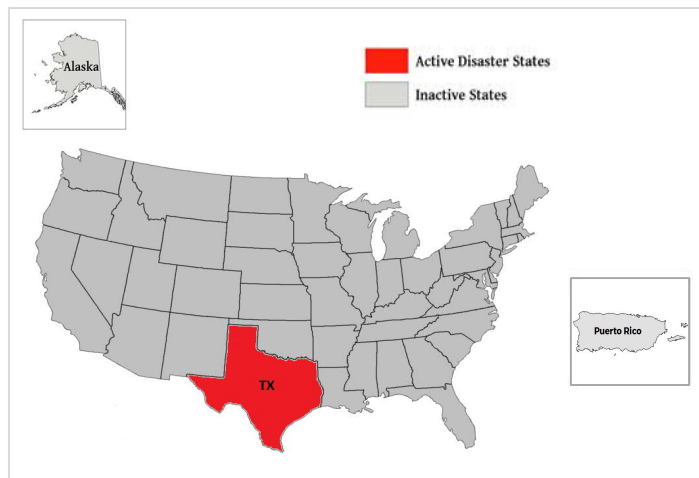 Alaska
Active Disaster States
Inactive States
Puerto Rico
TX